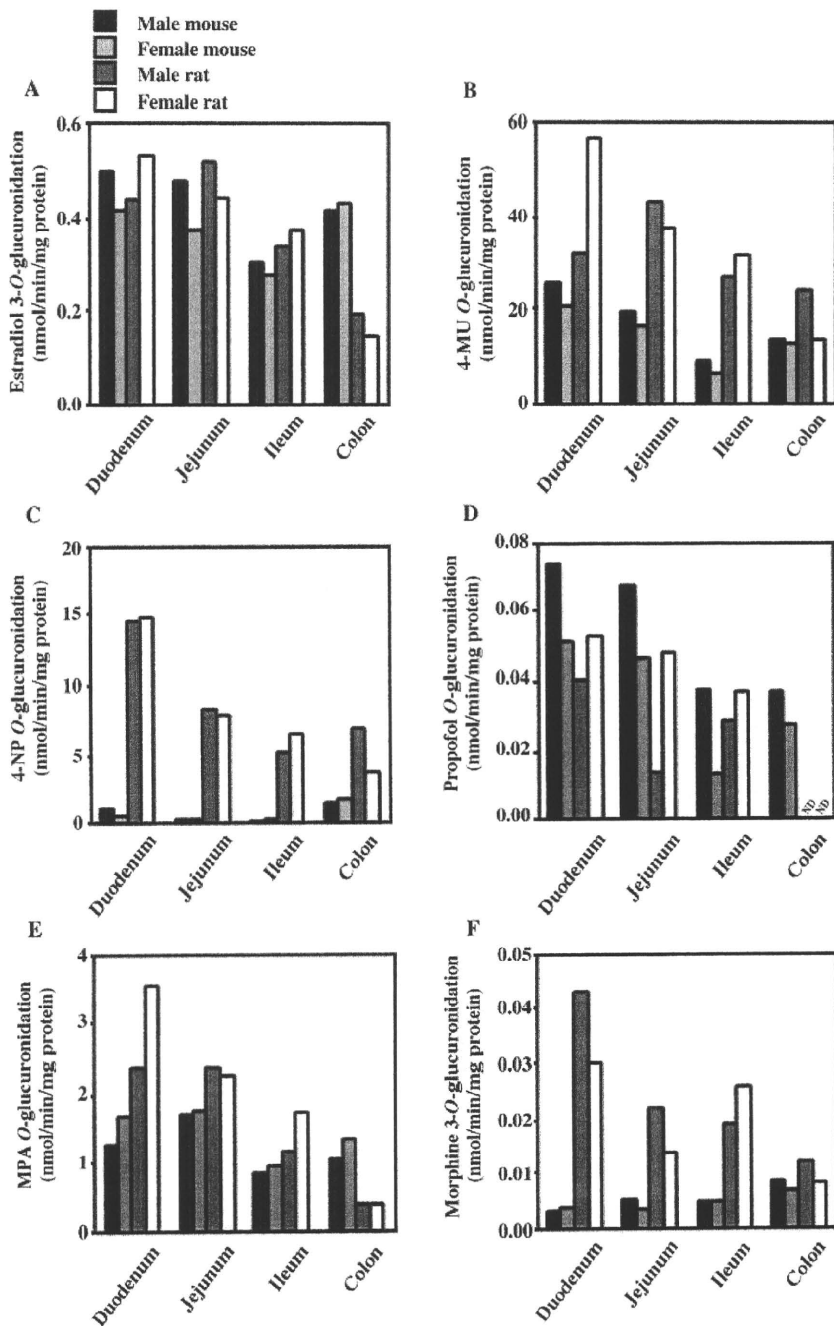 Male mouse
Female mouse
Male rat
Female rat
A
Estradiol 3-O-glucuronidation
(nmol/min/mg protein)
0.6
0.4
0.2
0.0
Duodenum
Jejunum
Ileum
Colon
B
4-MU O-glucuronidation
(nmol/min/mg protein)
60
40
20
0
Duodenum
Jejunum
Ileum
Colon
C
4-NP O-glucuronidation
(nmol/min/mg protein)
20
15
10
5
0
Duodenum
Jejunum
Ileum
Colon
D
Propofol O-glucuronidation
(nmol/min/mg protein)
0.08
0.06
0.04
0.02
0.00
ND
ND
Duodenum
Jejunum
Ileum
Colon
E
MPA O-glucuronidation
(nmol/min/mg protein)
4
3
2
1
0
Duodenum
Jejunum
Ileum
Colon
F
Morphine 3-O-glucuronidation
(nmol/min/mg protein)
0.05
0.04
0.03
0.02
0.01
0.00
Duodenum
Jejunum
Ileum
Colon